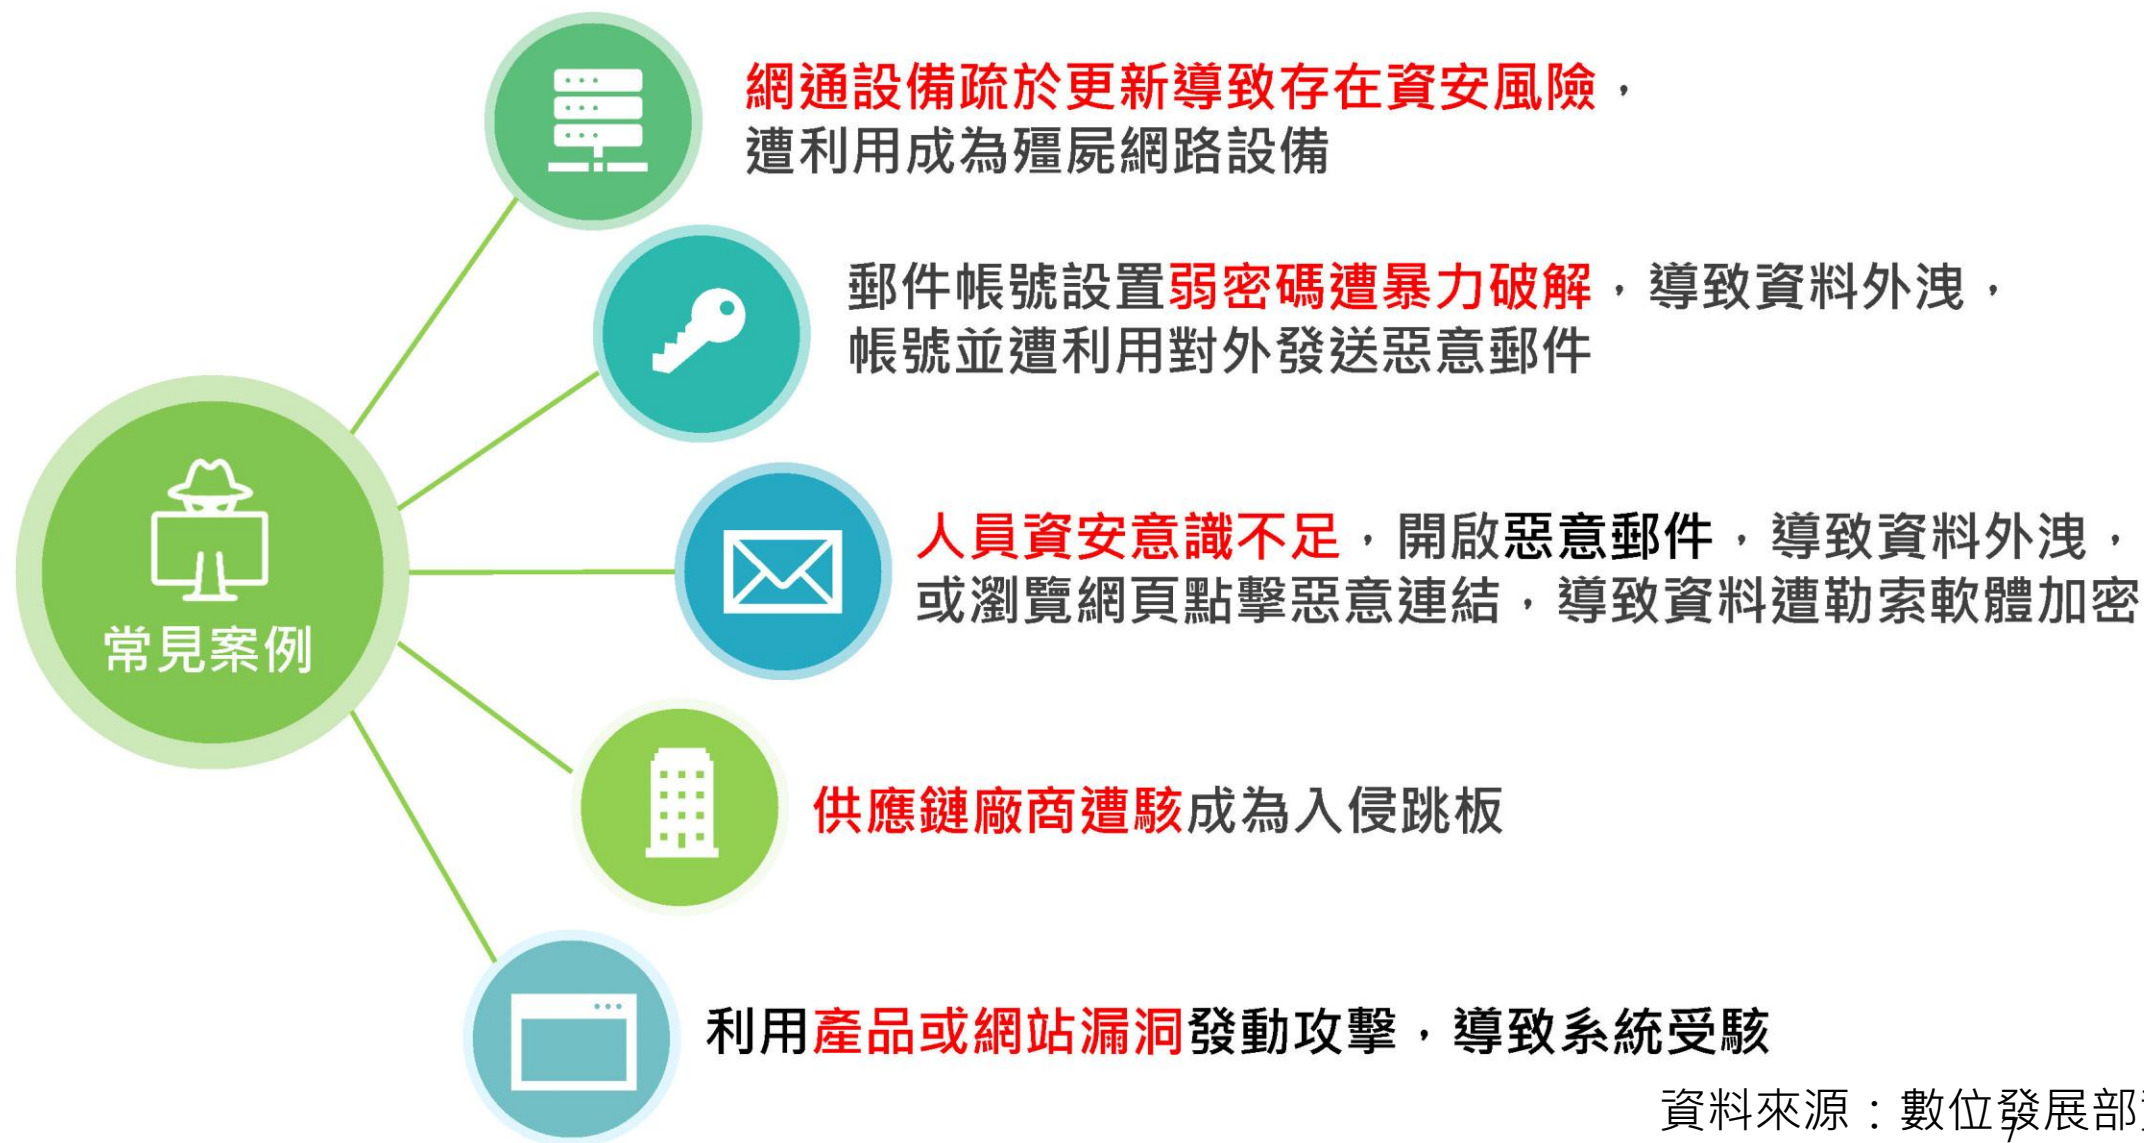 網通設備疏於更新導致存在資安風險，
遭利用成為殭屍網路設備
郵件帳號設置弱密碼遭暴力破解，導致資料外洩，
帳號並遭利用對外發送惡意郵件
人員資安意識不足，開啟惡意郵件，導致資料外洩，
或瀏覽網頁點擊惡意連結，導致資料遭勒索軟體加密
常見案例
供應鏈廠商遭駭成為入侵跳板
利用產品或網站漏洞發動攻擊，導致系統受駭
資料來源：數位發展部